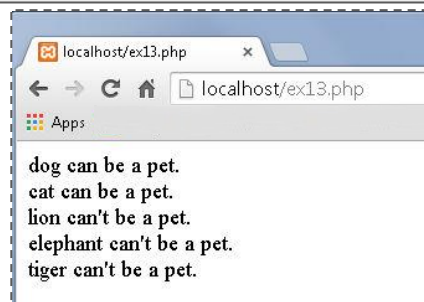 localhost/ex13.php
localhost/ex13.php
Apps
dog can be a pet.
cat can be a pet.
lion can't be a pet.
elephant can't be a pet.
tiger can't be a pet.